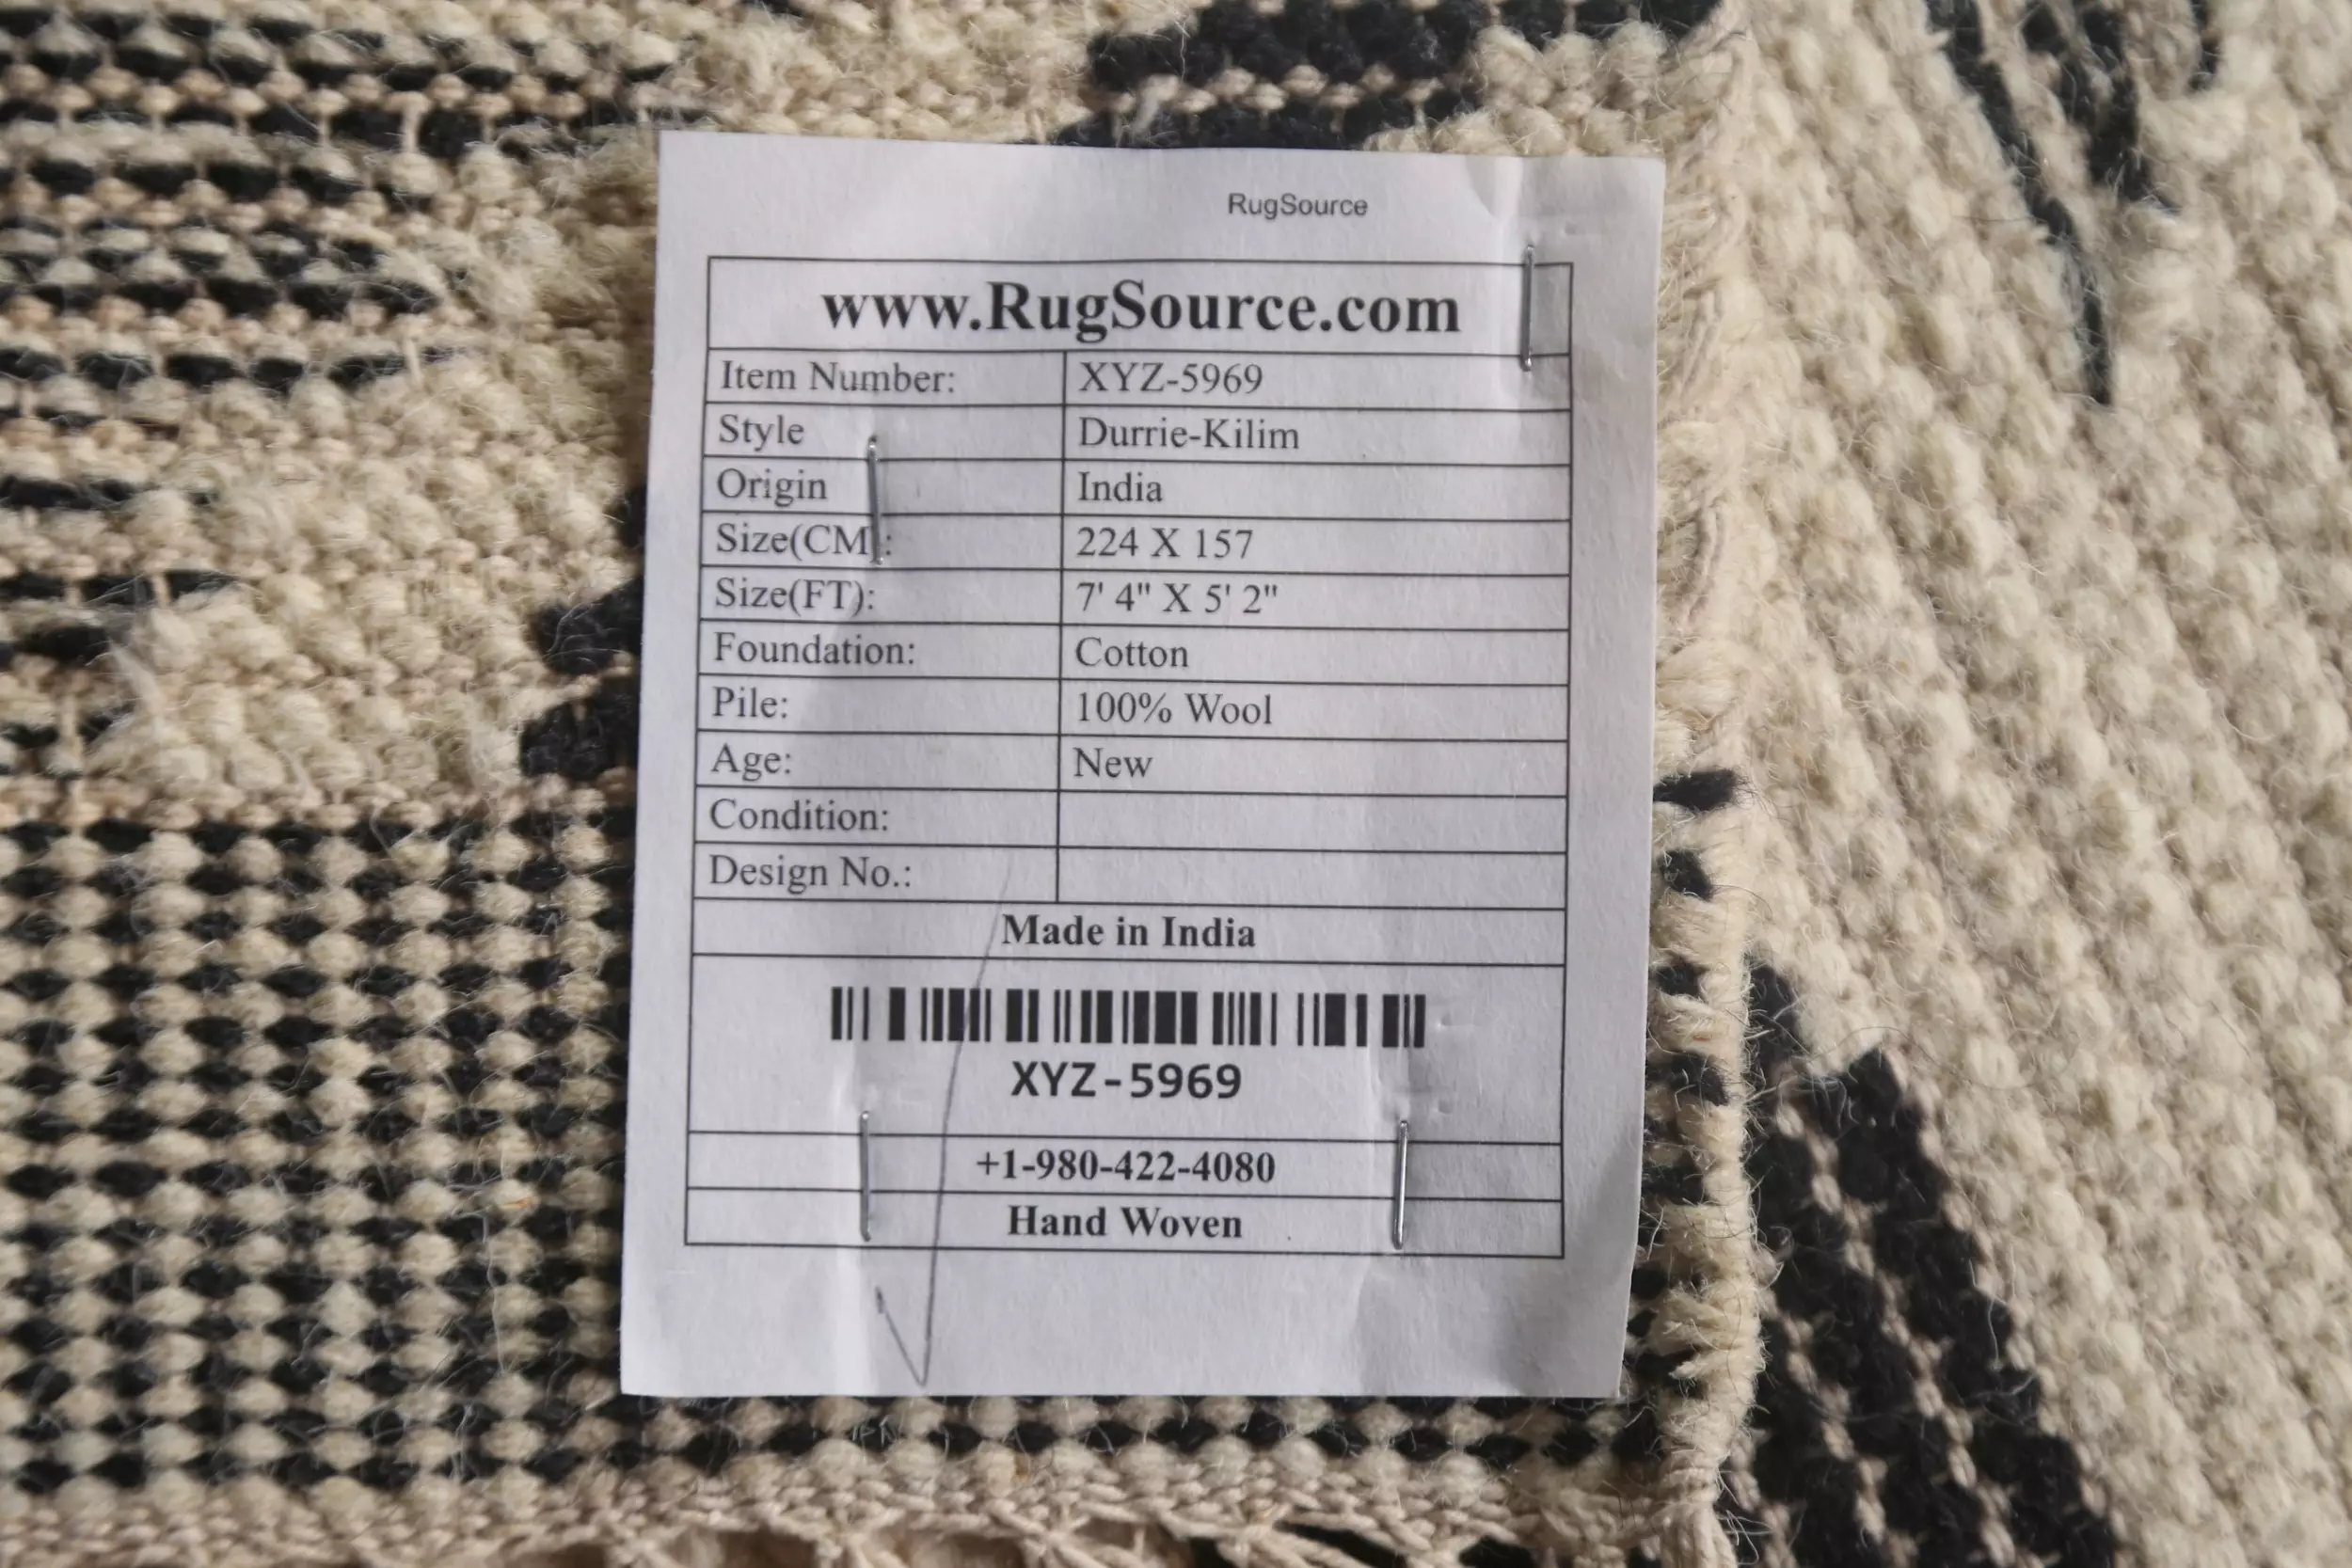 RugSource
www.RugSource.com
Item Number: XYZ-5969
Style Durrie-Kilim
Origin India
Size(CM): 224 X 157
Size(FT): 7' 4" X 5' 2"
Foundation: Cotton
Pile: 100% Wool
Age: New
Condition:
Design No.:
Made in India
XYZ-5969
+1-980-422-4080
Hand Woven